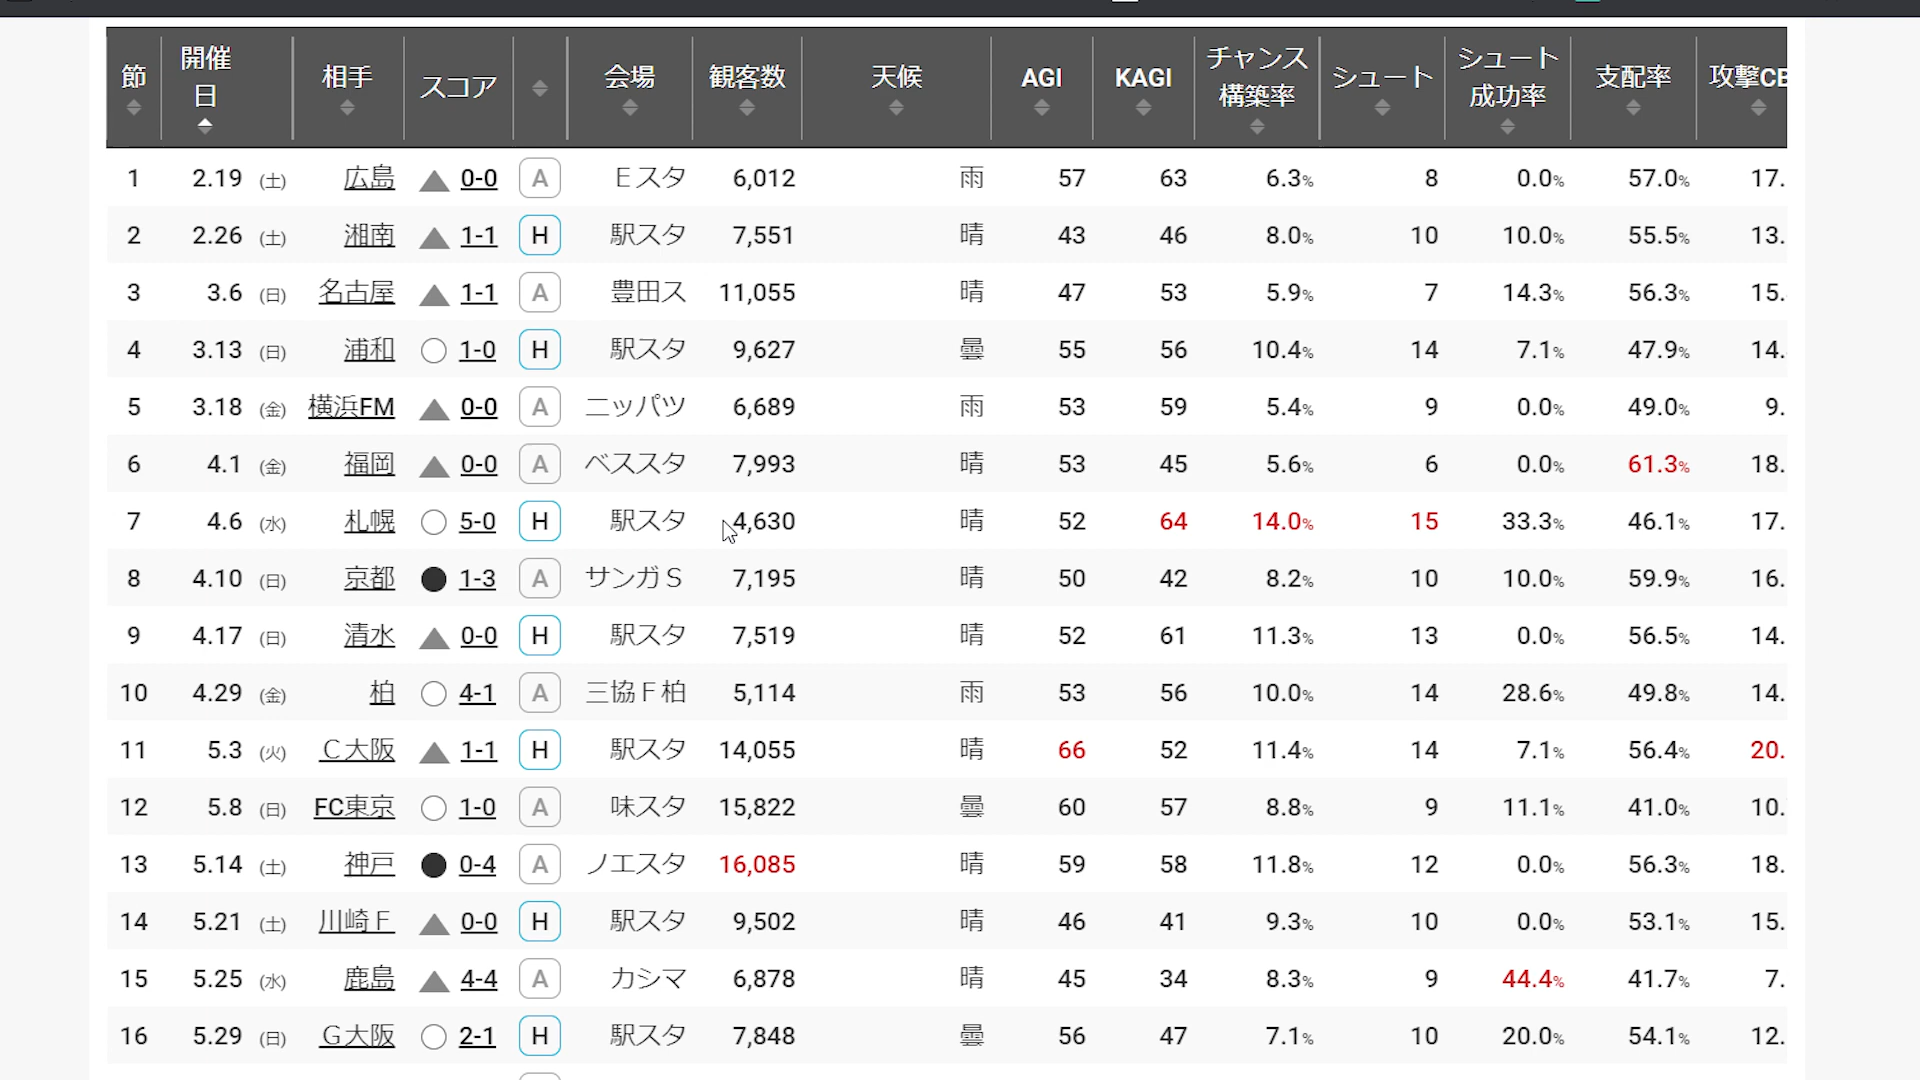 節 開催日 相手 スコア 会場 観客数 天候 AGI KAGI チャンス構築率 シュート シュート成功率 支配率 攻撃CB
1 2.19 (土) 広島 ▲ 0-0 A Ｅスタ 6,012 雨 57 63 6.3% 8 0.0% 57.0% 17.
2 2.26 (土) 湘南 ▲ 1-1 H 駅スタ 7,551 晴 43 46 8.0% 10 10.0% 55.5% 13.
3 3.6 (日) 名古屋 ▲ 1-1 A 豊田ス 11,055 晴 47 53 5.9% 7 14.3% 56.3% 15.
4 3.13 (日) 浦和 ○ 1-0 H 駅スタ 9,627 曇 55 56 10.4% 14 7.1% 47.9% 14.
5 3.18 (金) 横浜FM ▲ 0-0 A ニッパツ 6,689 雨 53 59 5.4% 9 0.0% 49.0% 9.
6 4.1 (金) 福岡 ▲ 0-0 A ベススタ 7,993 晴 53 45 5.6% 6 0.0% 61.3% 18.
7 4.6 (水) 札幌 ○ 5-0 H 駅スタ 4,630 晴 52 64 14.0% 15 33.3% 46.1% 17.
8 4.10 (日) 京都 ● 1-3 A サンガＳ 7,195 晴 50 42 8.2% 10 10.0% 59.9% 16.
9 4.17 (日) 清水 ▲ 0-0 H 駅スタ 7,519 晴 52 61 11.3% 13 0.0% 56.5% 14.
10 4.29 (金) 柏 ○ 4-1 A 三協Ｆ柏 5,114 雨 53 56 10.0% 14 28.6% 49.8% 14.
11 5.3 (火) Ｃ大阪 ▲ 1-1 H 駅スタ 14,055 晴 66 52 11.4% 14 7.1% 56.4% 20.
12 5.8 (日) FC東京 ○ 1-0 A 味スタ 15,822 曇 60 57 8.8% 9 11.1% 41.0% 10.
13 5.14 (土) 神戸 ● 0-4 A ノエスタ 16,085 晴 59 58 11.8% 12 0.0% 56.3% 18.
14 5.21 (土) 川崎Ｆ ▲ 0-0 H 駅スタ 9,502 晴 46 41 9.3% 10 0.0% 53.1% 15.
15 5.25 (水) 鹿島 ▲ 4-4 A カシマ 6,878 晴 45 34 8.3% 9 44.4% 41.7% 7.
16 5.29 (日) Ｇ大阪 ○ 2-1 H 駅スタ 7,848 曇 56 47 7.1% 10 20.0% 54.1% 12.